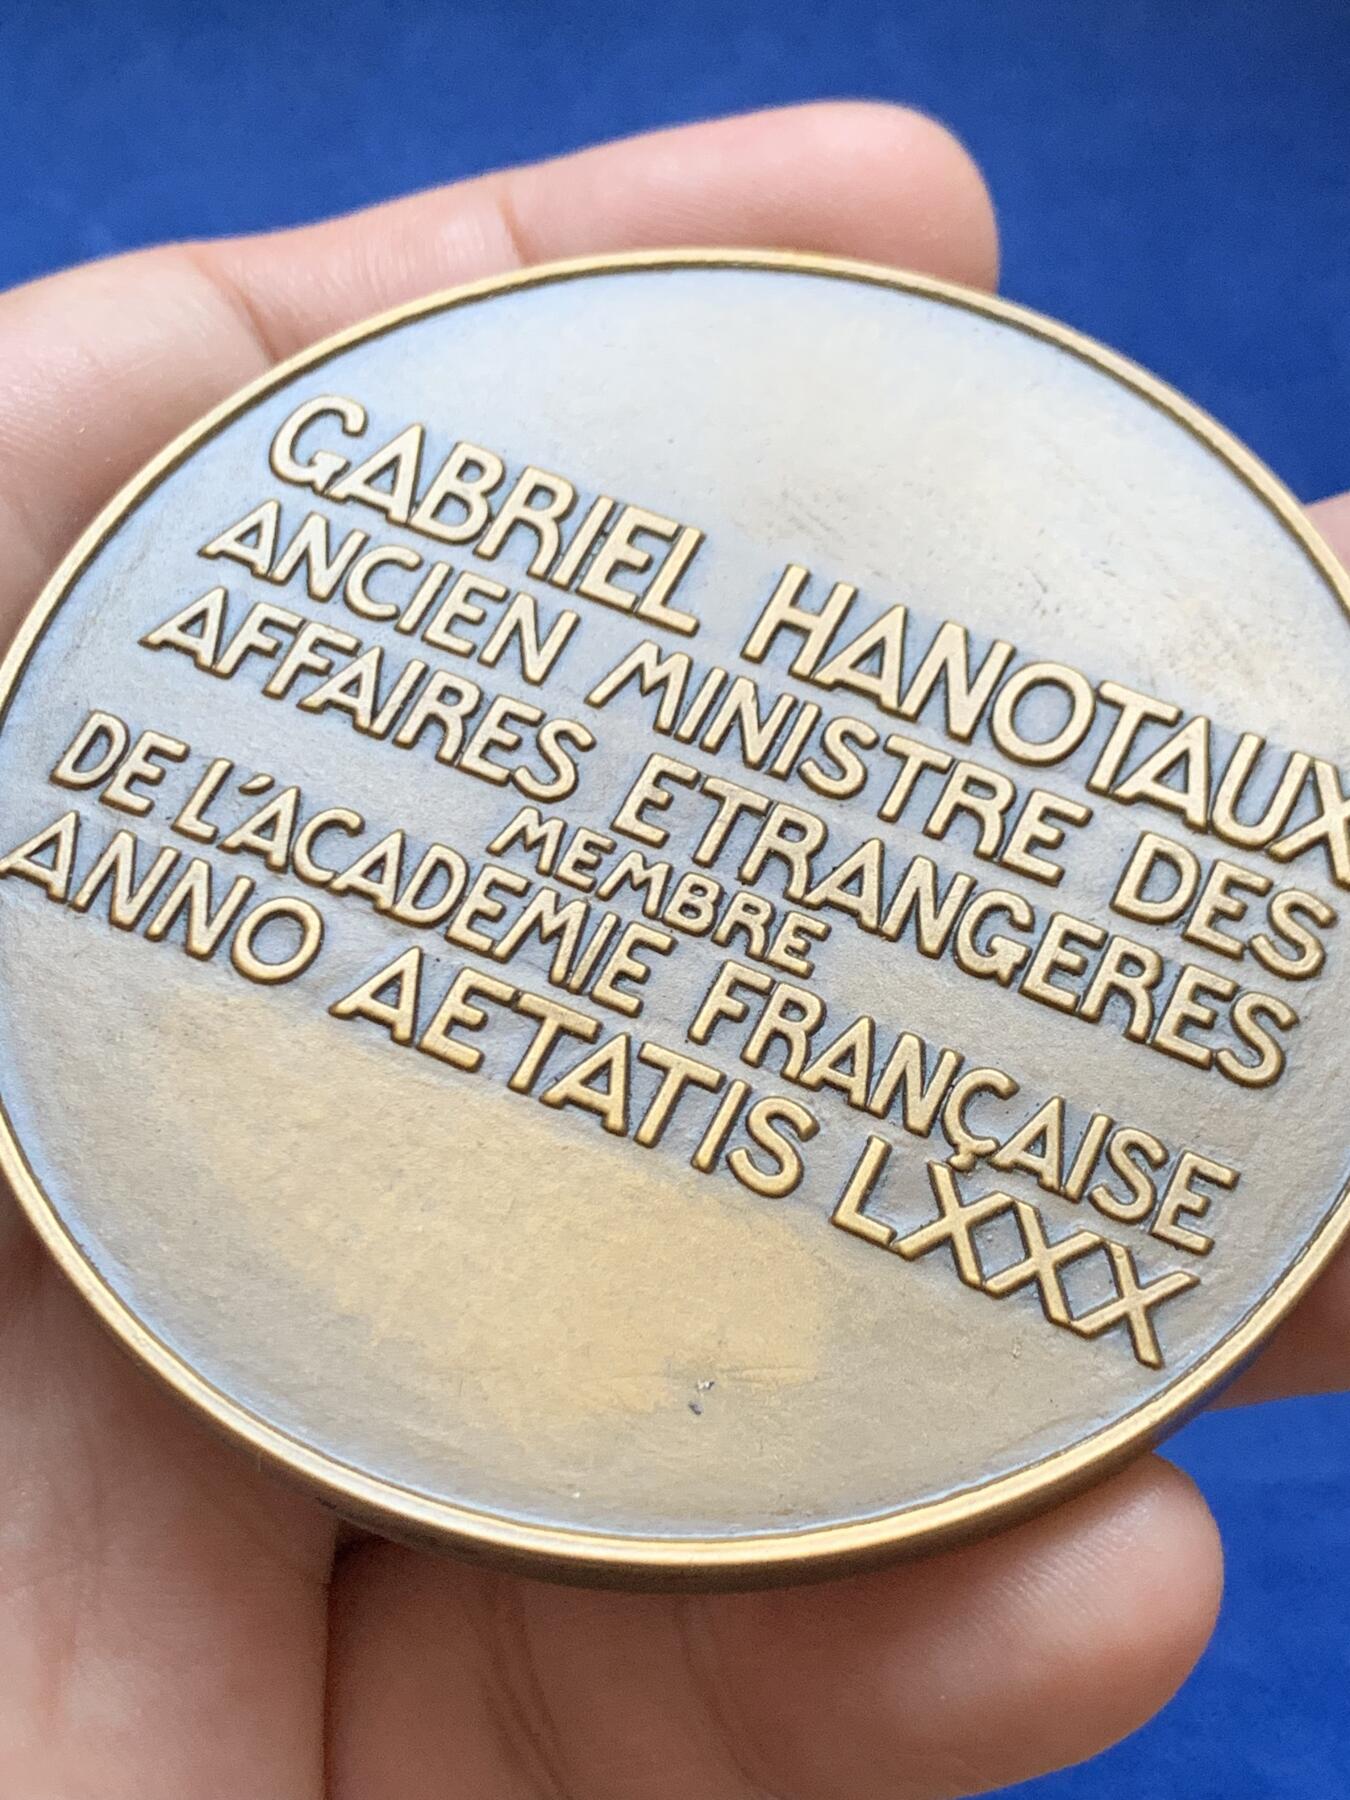 GABRIEL HANOTAUX
ANCIEN MINISTRE DES
AFFAIRES ETRANGERES
MEMBRE
DE L'ACADEMIE FRANÇAISE
ANNO AETATIS LXXX